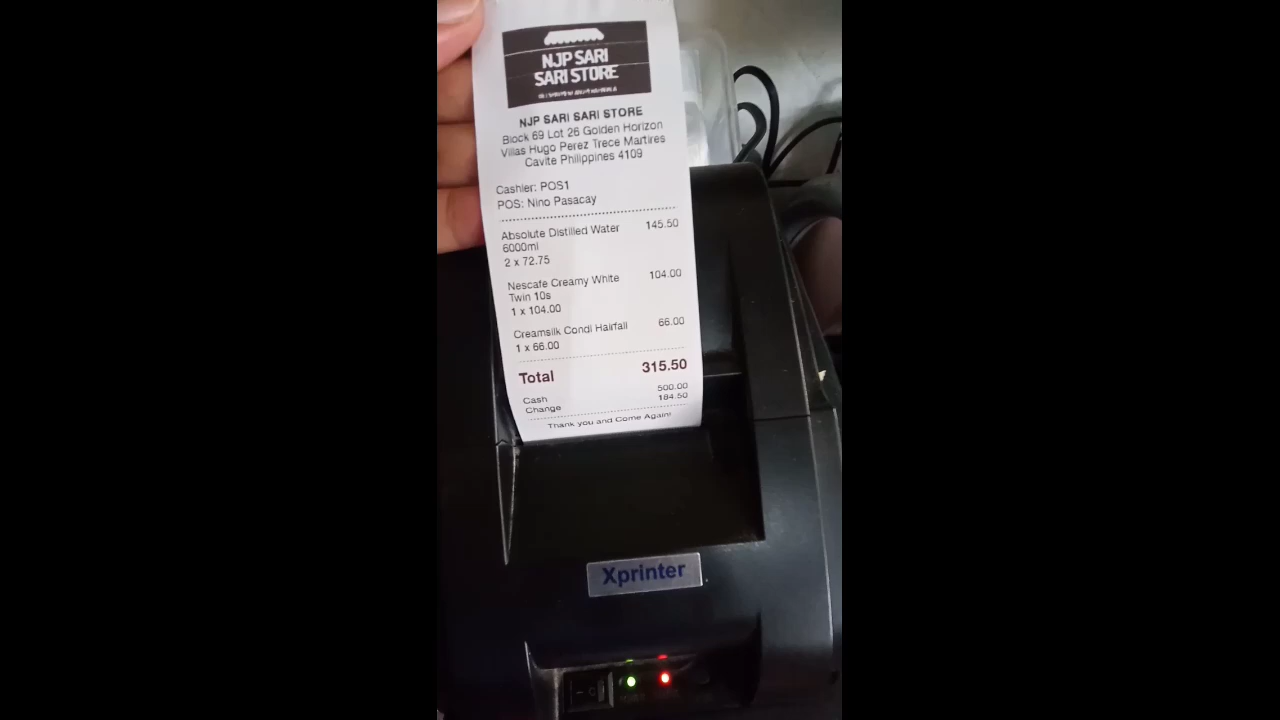 NJP SARI
SARI STORE
NJP SARI SARI STORE
Block 69 Lot 26 Golden Horizon
Villas Hugo Perez Trece Martires
Cavite Philippines 4109
Cashier: POS1
POS: Nino Pasacay
Absolute Distilled Water 145.50
6000ml
2 x 72.75
Nescafe Creamy White 104.00
Twin 10s
1 x 104.00
Creamsilk Condi Hairfall 66.00
1 x 66.00
Total 315.50
Cash 500.00
Change 184.50
Thank you and Come Again!
Xprinter